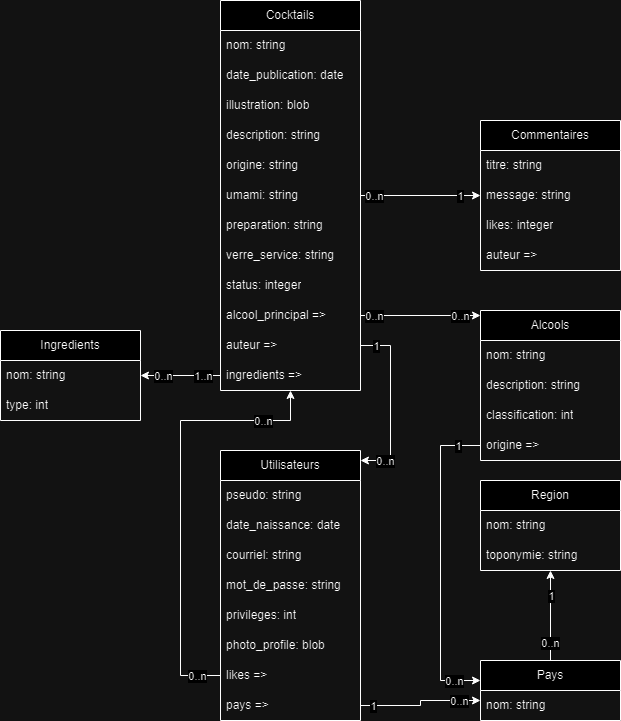 Cocktails
nom: string
date_publication: date
illustration: blob
description: string
origine: string
umami: string
preparation: string
verre_service: string
status: integer
alcool_principal =>
auteur =>
ingredients =>
Commentaires
titre: string
message: string
likes: integer
auteur =>
0..n
1
0..n
0..n
Alcools
nom: string
description: string
classification: int
origine =>
Ingredients
nom: string
type: int
0..n
1..n
1
0..n
0..n
Utilisateurs
pseudo: string
date_naissance: date
courriel: string
mot_de_passe: string
privileges: int
photo_profile: blob
likes =>
pays =>
0..n
1
0..n
1
0..n
Region
nom: string
toponymie: string
1
0..n
Pays
nom: string